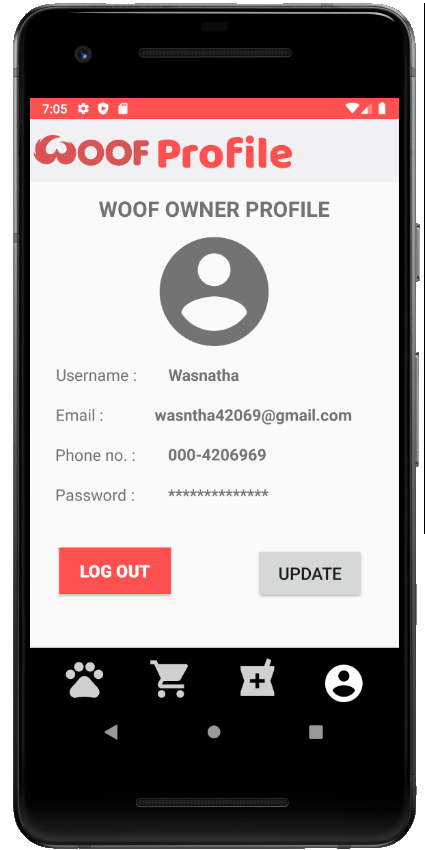 7:05
WOOF Profile
WOOF OWNER PROFILE
Username : Wasnatha
Email : wasntha42069@gmail.com
Phone no. : 000-4206969
Password : **************
LOG OUT UPDATE